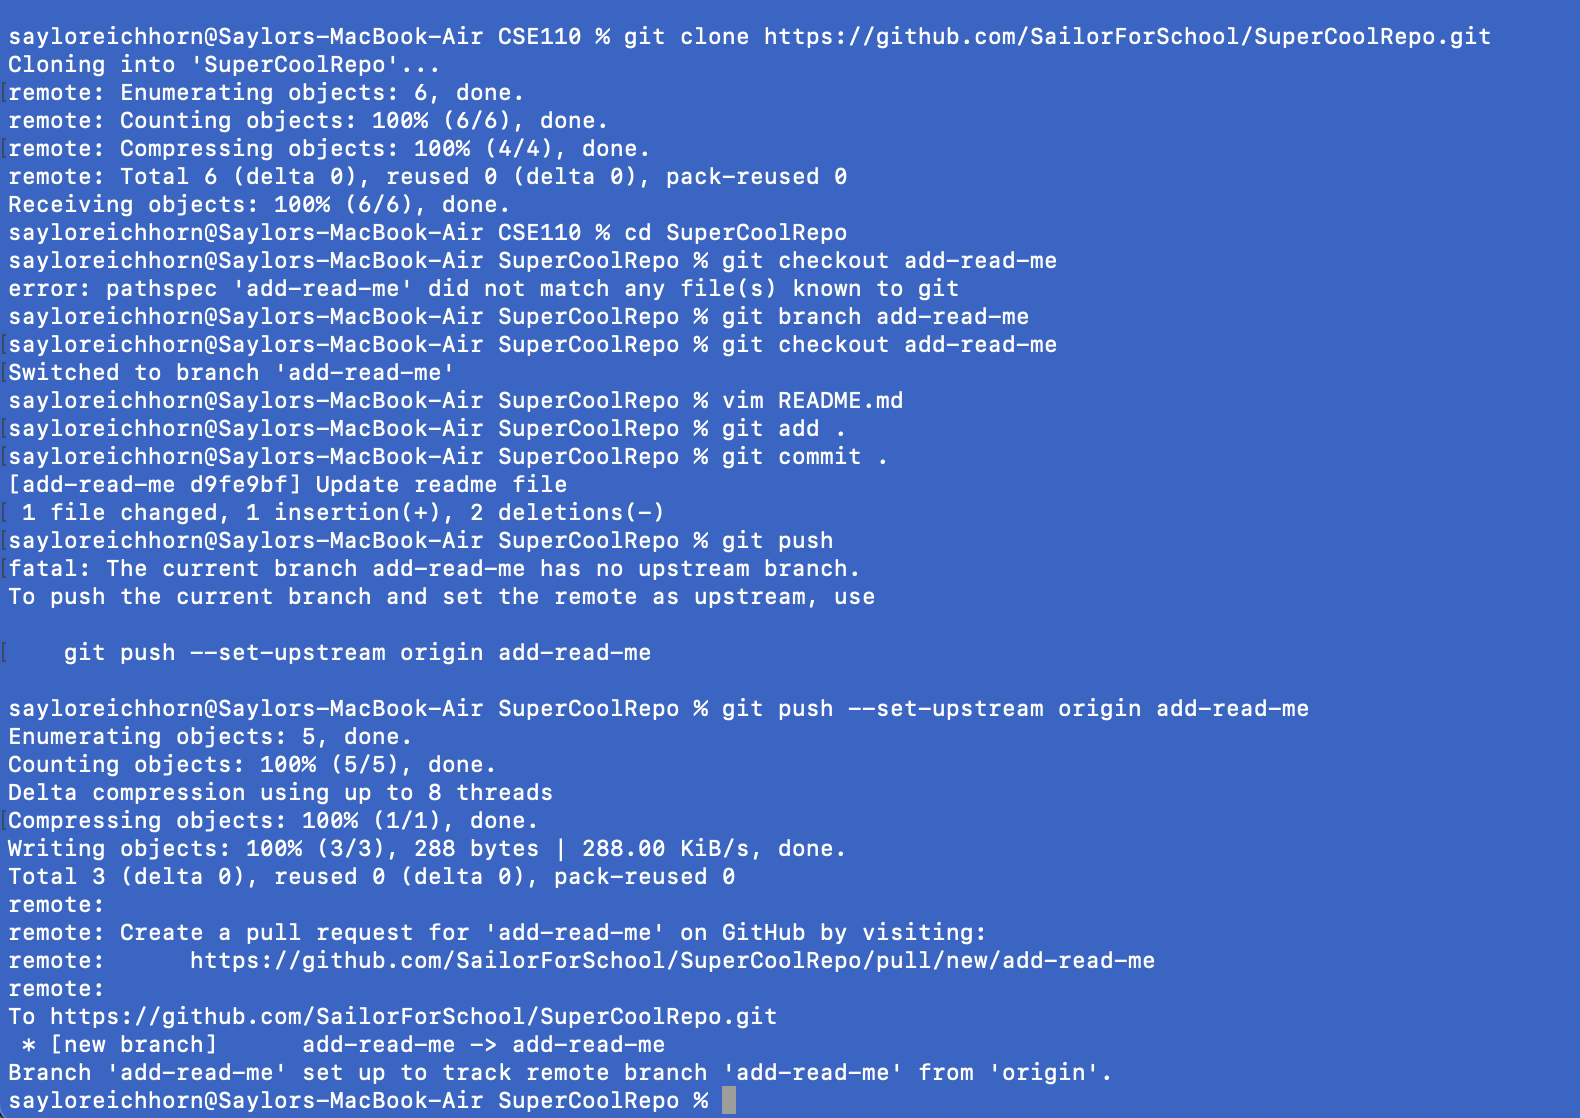 sayloreichhorn@Saylors-MacBook-Air CSE110 % git clone https://github.com/SailorForSchool/SuperCoolRepo.git
Cloning into 'SuperCoolRepo'...
remote: Enumerating objects: 6, done.
remote: Counting objects: 100% (6/6), done.
remote: Compressing objects: 100% (4/4), done.
remote: Total 6 (delta 0), reused 0 (delta 0), pack-reused 0
Receiving objects: 100% (6/6), done.
sayloreichhorn@Saylors-MacBook-Air CSE110 % cd SuperCoolRepo
sayloreichhorn@Saylors-MacBook-Air SuperCoolRepo % git checkout add-read-me
error: pathspec 'add-read-me' did not match any file(s) known to git
sayloreichhorn@Saylors-MacBook-Air SuperCoolRepo % git branch add-read-me
sayloreichhorn@Saylors-MacBook-Air SuperCoolRepo % git checkout add-read-me
Switched to branch 'add-read-me'
sayloreichhorn@Saylors-MacBook-Air SuperCoolRepo % vim README.md
sayloreichhorn@Saylors-MacBook-Air SuperCoolRepo % git add .
sayloreichhorn@Saylors-MacBook-Air SuperCoolRepo % git commit .
[add-read-me d9fe9bf] Update readme file
 1 file changed, 1 insertion(+), 2 deletions(-)
sayloreichhorn@Saylors-MacBook-Air SuperCoolRepo % git push
fatal: The current branch add-read-me has no upstream branch.
To push the current branch and set the remote as upstream, use
    git push --set-upstream origin add-read-me
sayloreichhorn@Saylors-MacBook-Air SuperCoolRepo % git push --set-upstream origin add-read-me
Enumerating objects: 5, done.
Counting objects: 100% (5/5), done.
Delta compression using up to 8 threads
Compressing objects: 100% (1/1), done.
Writing objects: 100% (3/3), 288 bytes | 288.00 KiB/s, done.
Total 3 (delta 0), reused 0 (delta 0), pack-reused 0
remote:
remote: Create a pull request for 'add-read-me' on GitHub by visiting:
remote:      https://github.com/SailorForSchool/SuperCoolRepo/pull/new/add-read-me
remote:
To https://github.com/SailorForSchool/SuperCoolRepo.git
 * [new branch]      add-read-me -> add-read-me
Branch 'add-read-me' set up to track remote branch 'add-read-me' from 'origin'.
sayloreichhorn@Saylors-MacBook-Air SuperCoolRepo %